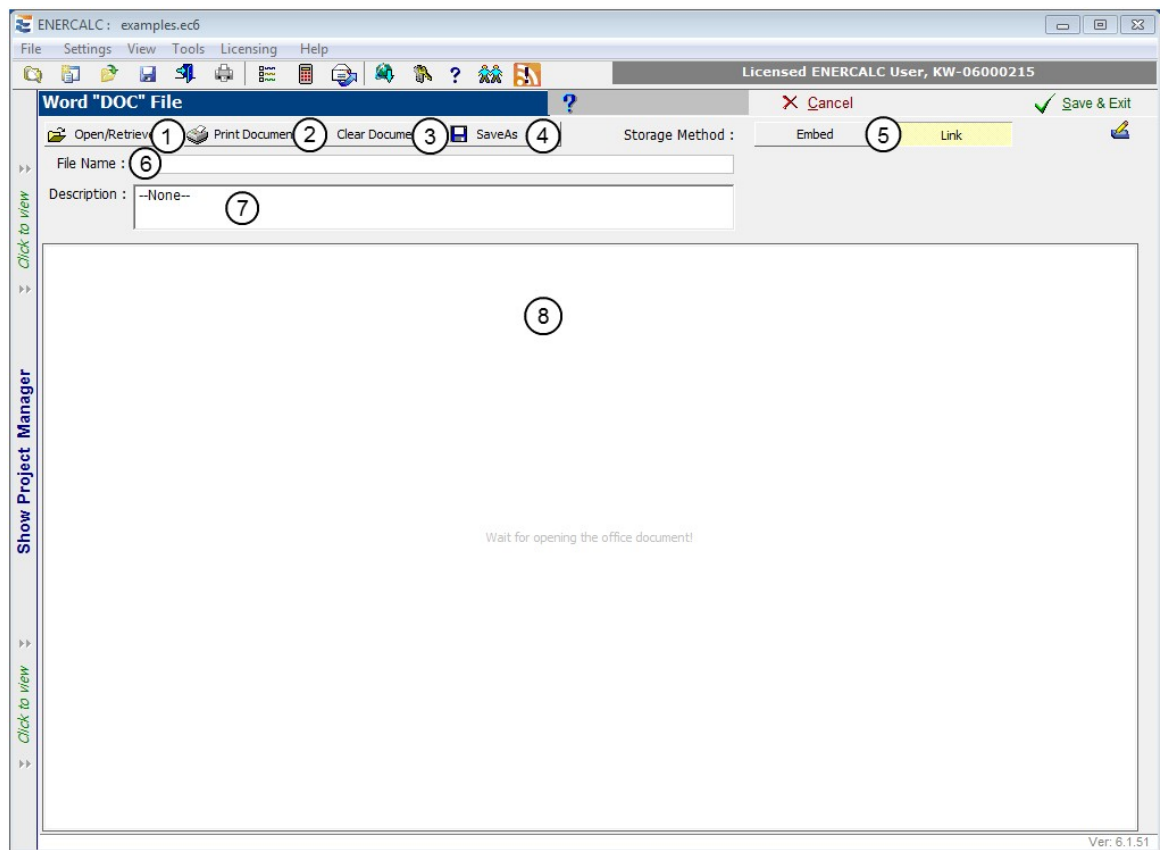 ENERCALC : examples.ec6
File Settings View Tools Licensing Help
Licensed ENERCALC User, KW-06000215
Word "DOC" File ? Cancel Save & Exit
Open/Retrieve 1 Print Documen 2 Clear Docume 3 SaveAs 4 Storage Method : Embed 5 Link
File Name : 6
Description : --None-- 7
8
Wait for opening the office document!
Click to view
Show Project Manager
Click to view
Ver: 6.1.51